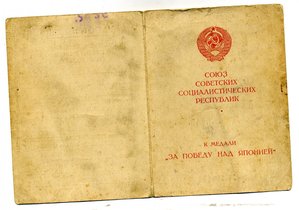 СОЮЗ
СОВЕТСКИХ
СОЦИАЛИСТИЧЕСКИХ
РЕСПУБЛИК
К МЕДАЛИ
„ЗА ПОБЕДУ НАД ЯПОНИЕЙ“